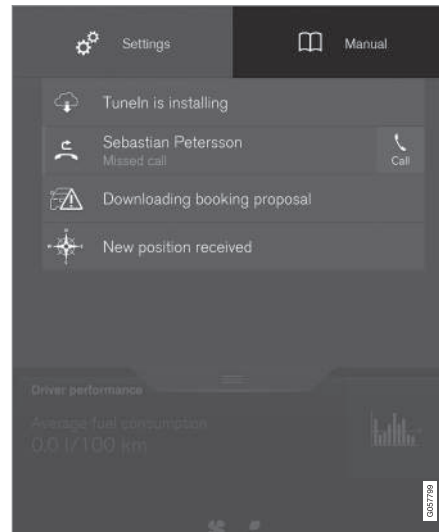 Settings
Manual
TuneIn is installing
Sebastian Petersson
Missed call
Call
Downloading booking proposal
New position received
Driver performance
Average fuel consumption
0.0 l/100 km
G057799